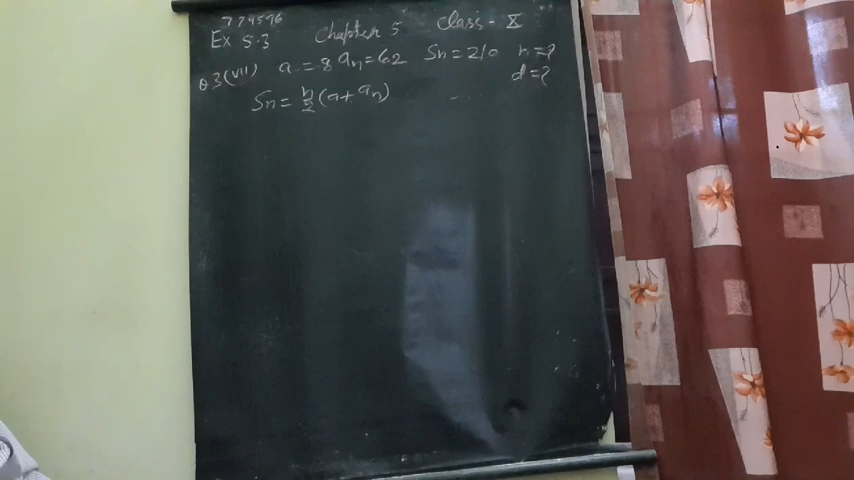 774596
Ex 5.3 Chapter 5 Class - X
Q3(vii) a = 8 an = 62 Sn = 210 n = ?
d = ?
Sn = n/2 (a + an)